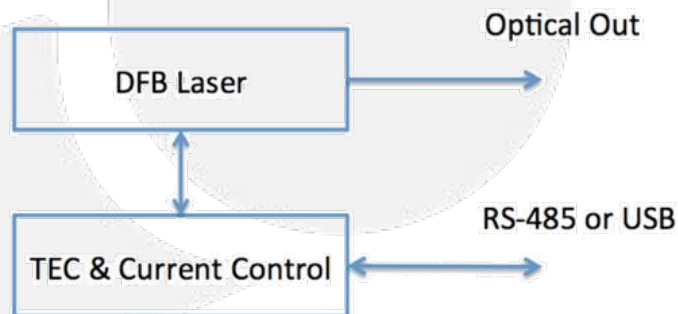 Optical Out
DFB Laser
RS-485 or USB
TEC & Current Control